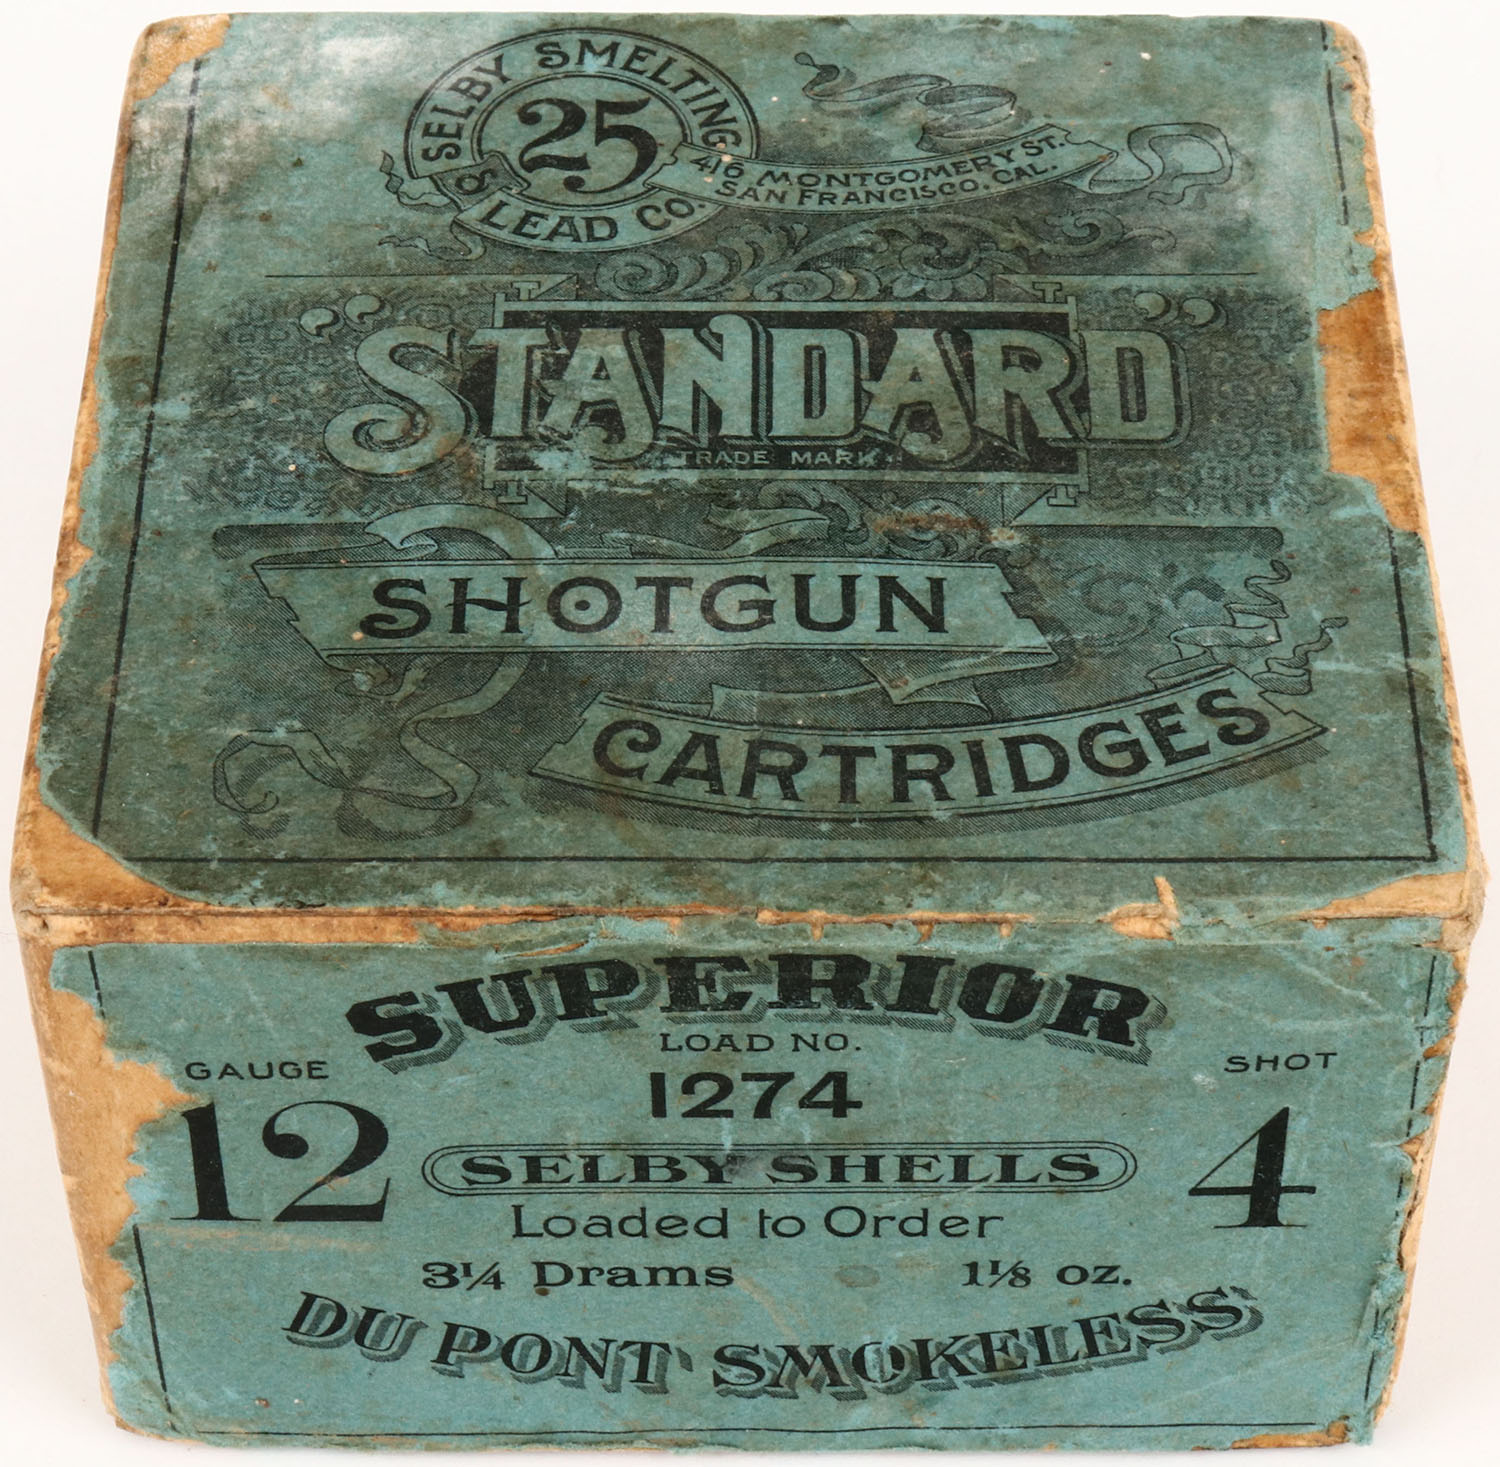 SELBY SMELTING
25
& LEAD CO.
416 MONTGOMERY ST.
SAN FRANCISCO. CAL.
"STANDARD"
TRADE MARK
SHOTGUN
CARTRIDGES
SUPERIOR
LOAD NO.
1274
GAUGE
12
SHOT
4
SELBY SHELLS
Loaded to Order
3¼ Drams 1⅛ oz.
DU PONT SMOKELESS